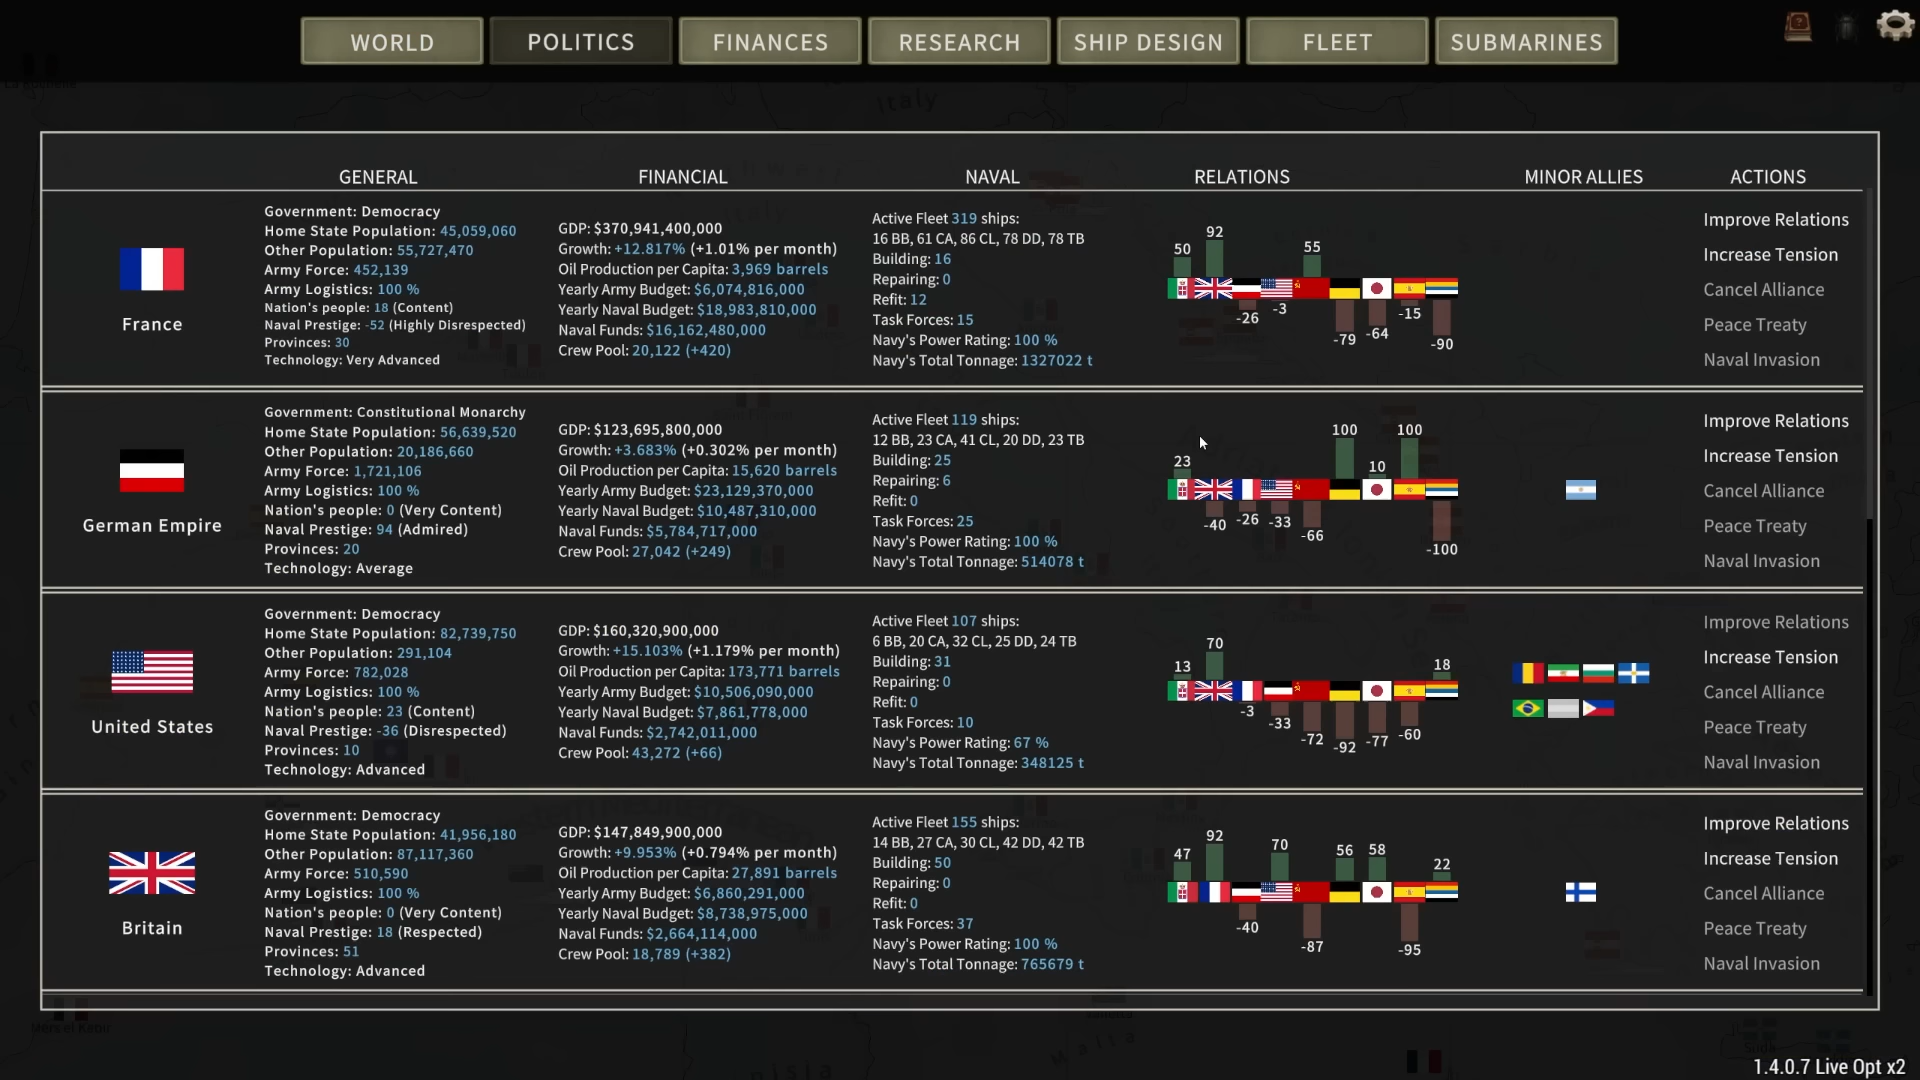 WORLD POLITICS FINANCES RESEARCH SHIP DESIGN FLEET SUBMARINES
GENERAL FINANCIAL NAVAL RELATIONS MINOR ALLIES ACTIONS
France
Government: Democracy
Home State Population: 45,059,060
Other Population: 55,727,470
Army Force: 452,139
Army Logistics: 100 %
Nation's people: 18 (Content)
Naval Prestige: -52 (Highly Disrespected)
Provinces: 30
Technology: Very Advanced
GDP: $370,941,400,000
Growth: +12.817% (+1.01% per month)
Oil Production per Capita: 3,969 barrels
Yearly Army Budget: $6,074,816,000
Yearly Naval Budget: $18,983,810,000
Naval Funds: $16,162,480,000
Crew Pool: 20,122 (+420)
Active Fleet 319 ships:
16 BB, 61 CA, 86 CL, 78 DD, 78 TB
Building: 16
Repairing: 0
Refit: 12
Task Forces: 15
Navy's Power Rating: 100 %
Navy's Total Tonnage: 1327022 t
50 92 55
-26 -3 -79 -64 -15 -90
Improve Relations
Increase Tension
Cancel Alliance
Peace Treaty
Naval Invasion
German Empire
Government: Constitutional Monarchy
Home State Population: 56,639,520
Other Population: 20,186,660
Army Force: 1,721,106
Army Logistics: 100 %
Nation's people: 0 (Very Content)
Naval Prestige: 94 (Admired)
Provinces: 20
Technology: Average
GDP: $123,695,800,000
Growth: +3.683% (+0.302% per month)
Oil Production per Capita: 15,620 barrels
Yearly Army Budget: $23,129,370,000
Yearly Naval Budget: $10,487,310,000
Naval Funds: $5,784,717,000
Crew Pool: 27,042 (+249)
Active Fleet 119 ships:
12 BB, 23 CA, 41 CL, 20 DD, 23 TB
Building: 25
Repairing: 6
Refit: 0
Task Forces: 25
Navy's Power Rating: 100 %
Navy's Total Tonnage: 514078 t
23 100 10 100
-40 -26 -33 -66 -100
Improve Relations
Increase Tension
Cancel Alliance
Peace Treaty
Naval Invasion
United States
Government: Democracy
Home State Population: 82,739,750
Other Population: 291,104
Army Force: 782,028
Army Logistics: 100 %
Nation's people: 23 (Content)
Naval Prestige: -36 (Disrespected)
Provinces: 10
Technology: Advanced
GDP: $160,320,900,000
Growth: +15.103% (+1.179% per month)
Oil Production per Capita: 173,771 barrels
Yearly Army Budget: $10,506,090,000
Yearly Naval Budget: $7,861,778,000
Naval Funds: $2,742,011,000
Crew Pool: 43,272 (+66)
Active Fleet 107 ships:
6 BB, 20 CA, 32 CL, 25 DD, 24 TB
Building: 31
Repairing: 0
Refit: 0
Task Forces: 10
Navy's Power Rating: 67 %
Navy's Total Tonnage: 348125 t
13 70 18
-3 -33 -72 -92 -77 -60
Improve Relations
Increase Tension
Cancel Alliance
Peace Treaty
Naval Invasion
Britain
Government: Democracy
Home State Population: 41,956,180
Other Population: 87,117,360
Army Force: 510,590
Army Logistics: 100 %
Nation's people: 0 (Very Content)
Naval Prestige: 18 (Respected)
Provinces: 51
Technology: Advanced
GDP: $147,849,900,000
Growth: +9.953% (+0.794% per month)
Oil Production per Capita: 27,891 barrels
Yearly Army Budget: $6,860,291,000
Yearly Naval Budget: $8,738,975,000
Naval Funds: $2,664,114,000
Crew Pool: 18,789 (+382)
Active Fleet 155 ships:
14 BB, 27 CA, 30 CL, 42 DD, 42 TB
Building: 50
Repairing: 0
Refit: 0
Task Forces: 37
Navy's Power Rating: 100 %
Navy's Total Tonnage: 765679 t
47 92 70 56 58 22
-40 -87 -95
Improve Relations
Increase Tension
Cancel Alliance
Peace Treaty
Naval Invasion
Italy
Malta
1.4.0.7 Live Opt x2